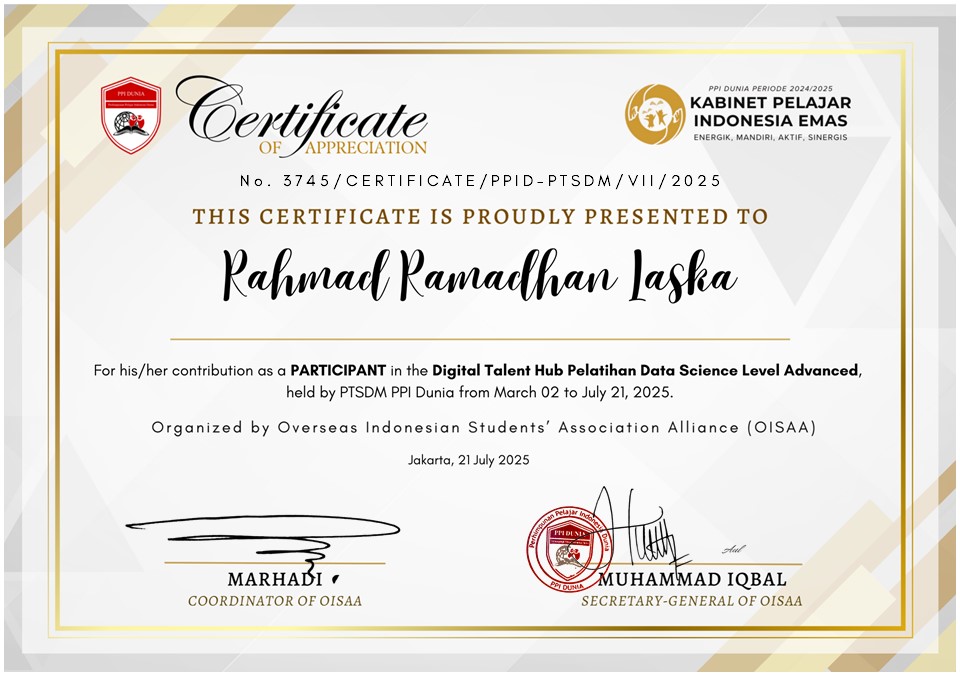 PPI DUNIA
Certificate
OF APPRECIATION
PPI DUNIA PERIODE 2024/2025
KABINET PELAJAR
INDONESIA EMAS
ENERGIK, MANDIRI, AKTIF, SINERGIS
No. 3745/CERTIFICATE/PPID-PTSDM/VII/2025
THIS CERTIFICATE IS PROUDLY PRESENTED TO
Rahmad Ramadhan Laska
For his/her contribution as a PARTICIPANT in the Digital Talent Hub Pelatihan Data Science Level Advanced,
held by PTSDM PPI Dunia from March 02 to July 21, 2025.
Organized by Overseas Indonesian Students’ Association Alliance (OISAA)
Jakarta, 21 July 2025
Perhimpunan Pelajar Indonesia Dunia
PPI DUNIA
PPI DUNIA
MARHADI
COORDINATOR OF OISAA
MUHAMMAD IQBAL
SECRETARY-GENERAL OF OISAA